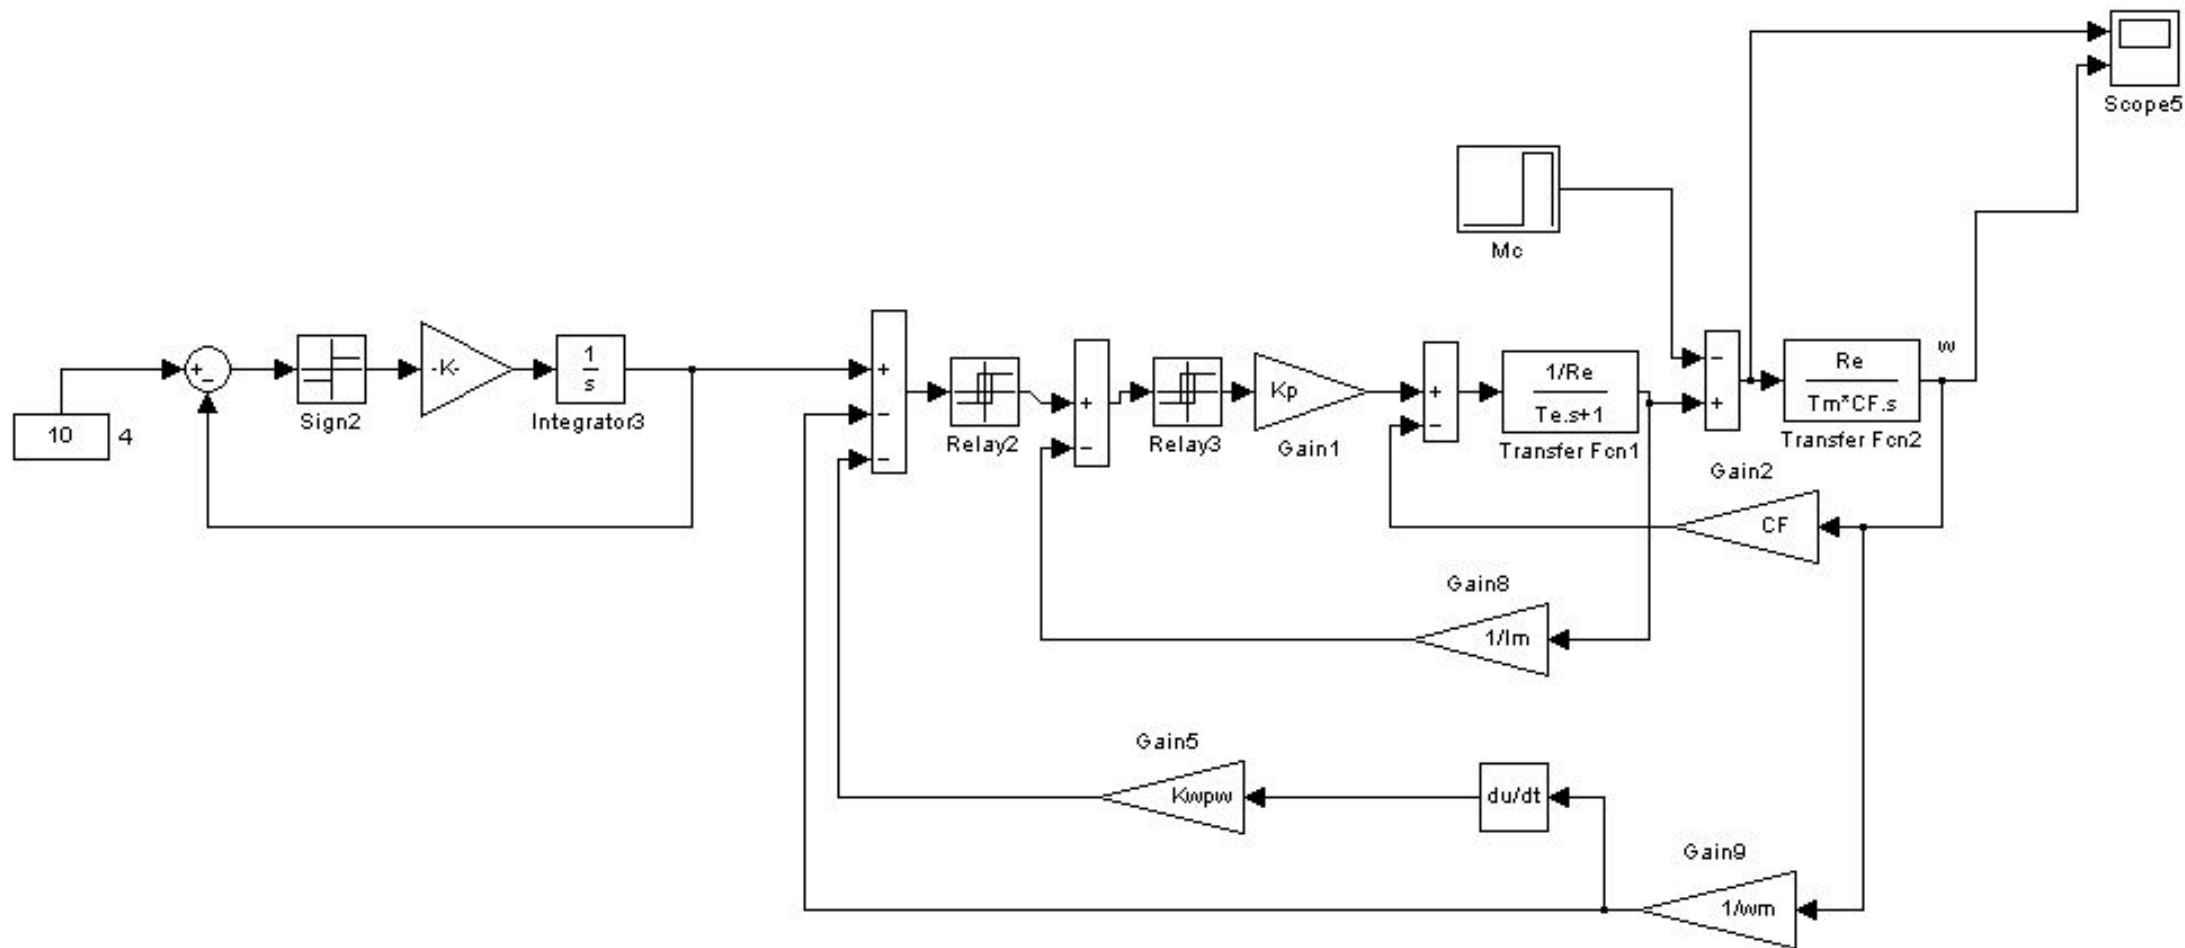 Scope5
Mc
10
4
+
−
Sign2
-K-
1
s
Integrator3
+
−
−
Relay2
+
−
Relay3
Kp
Gain1
+
−
1/Re
Te.s+1
Transfer Fcn1
−
+
Re
Tm*CF.s
Transfer Fcn2
w
Gain2
CF
Gain8
1/Im
Gain5
Kwpw
du/dt
Gain9
1/wm